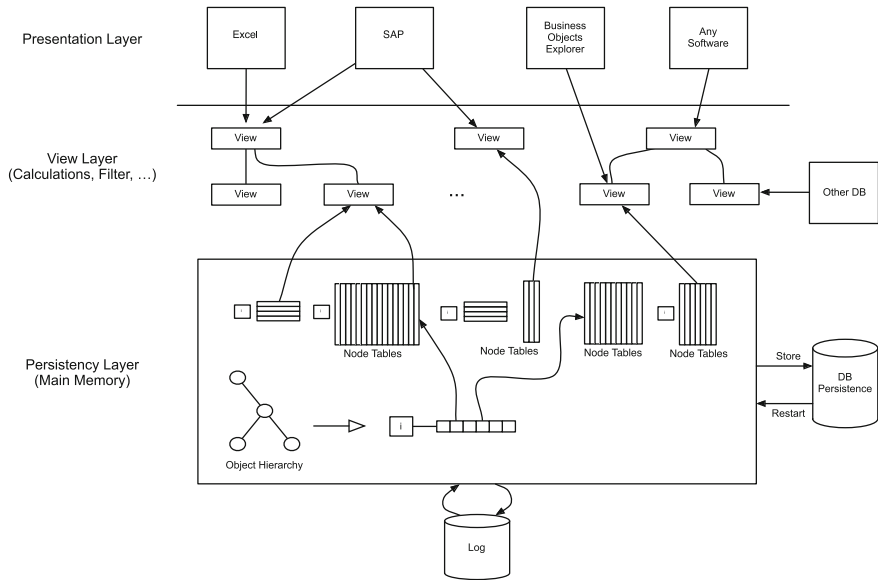 Presentation Layer
Excel
SAP
Business
Objects
Explorer
Any
Software
View Layer
(Calculations, Filter, …)
View
View
View
View
View
…
View
View
Other DB
Persistency Layer
(Main Memory)
i
i
i
i
Node Tables
Node Tables
Node Tables
Node Tables
Store
DB
Persistence
Restart
i
Object Hierarchy
Log